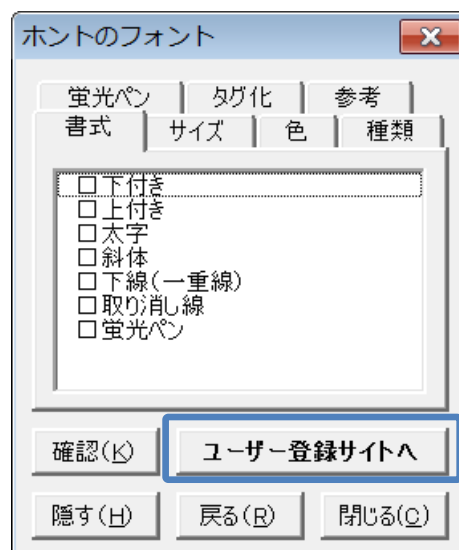 ホントのフォント
蛍光ペン タグ化 参考
書式 サイズ 色 種類
下付き
上付き
太字
斜体
下線(一重線)
取り消し線
蛍光ペン
確認(K) ユーザー登録サイトへ
隠す(H) 戻る(R) 閉じる(C)